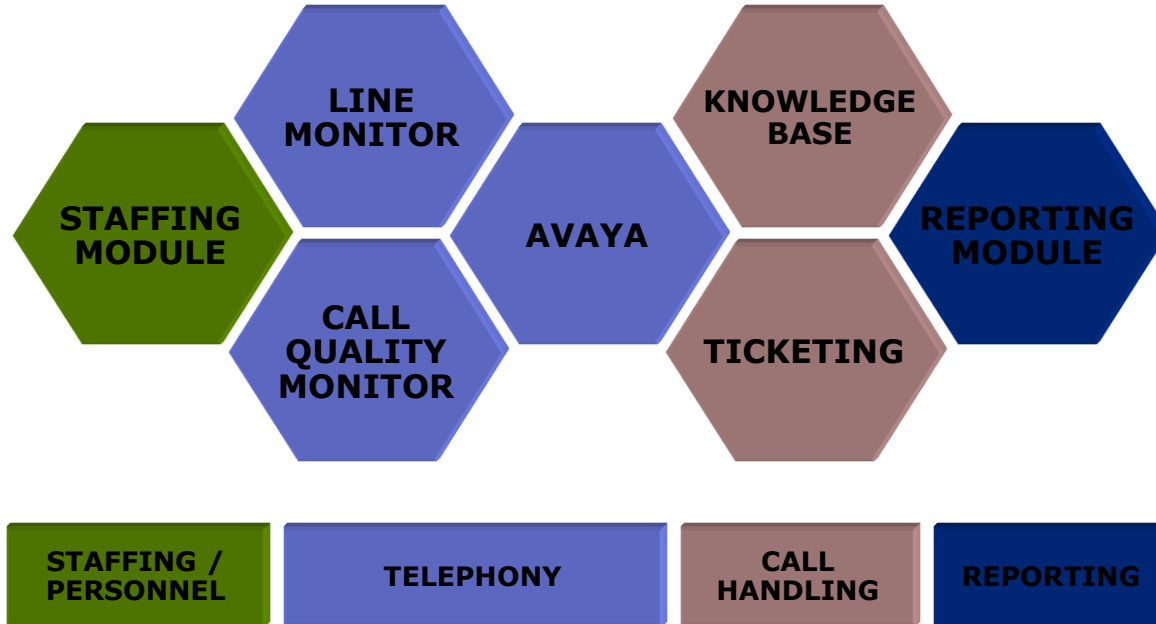 LINE
MONITOR
KNOWLEDGE
BASE
STAFFING
MODULE
AVAYA
REPORTING
MODULE
CALL
QUALITY
MONITOR
TICKETING
STAFFING /
PERSONNEL
TELEPHONY
CALL
HANDLING
REPORTING